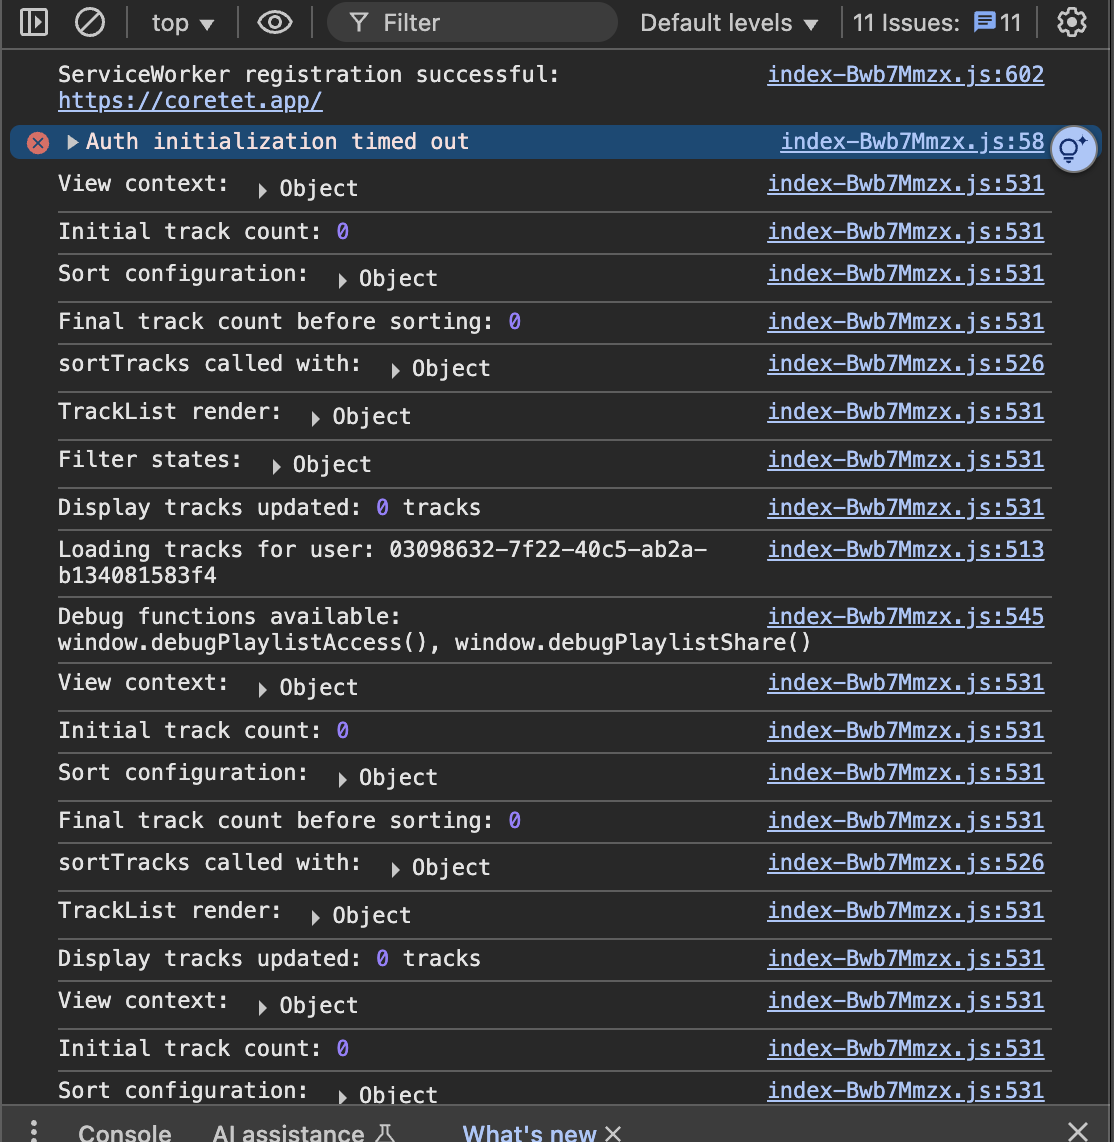 top Filter Default levels 11 Issues: 11
ServiceWorker registration successful: index-Bwb7Mmzx.js:602
https://coretet.app/
Auth initialization timed out index-Bwb7Mmzx.js:58
View context: Object index-Bwb7Mmzx.js:531
Initial track count: 0 index-Bwb7Mmzx.js:531
Sort configuration: Object index-Bwb7Mmzx.js:531
Final track count before sorting: 0 index-Bwb7Mmzx.js:531
sortTracks called with: Object index-Bwb7Mmzx.js:526
TrackList render: Object index-Bwb7Mmzx.js:531
Filter states: Object index-Bwb7Mmzx.js:531
Display tracks updated: 0 tracks index-Bwb7Mmzx.js:531
Loading tracks for user: 03098632-7f22-40c5-ab2a- index-Bwb7Mmzx.js:513
b134081583f4
Debug functions available: index-Bwb7Mmzx.js:545
window.debugPlaylistAccess(), window.debugPlaylistShare()
View context: Object index-Bwb7Mmzx.js:531
Initial track count: 0 index-Bwb7Mmzx.js:531
Sort configuration: Object index-Bwb7Mmzx.js:531
Final track count before sorting: 0 index-Bwb7Mmzx.js:531
sortTracks called with: Object index-Bwb7Mmzx.js:526
TrackList render: Object index-Bwb7Mmzx.js:531
Display tracks updated: 0 tracks index-Bwb7Mmzx.js:531
View context: Object index-Bwb7Mmzx.js:531
Initial track count: 0 index-Bwb7Mmzx.js:531
Sort configuration: Object index-Bwb7Mmzx.js:531
Console AI assistance What's new